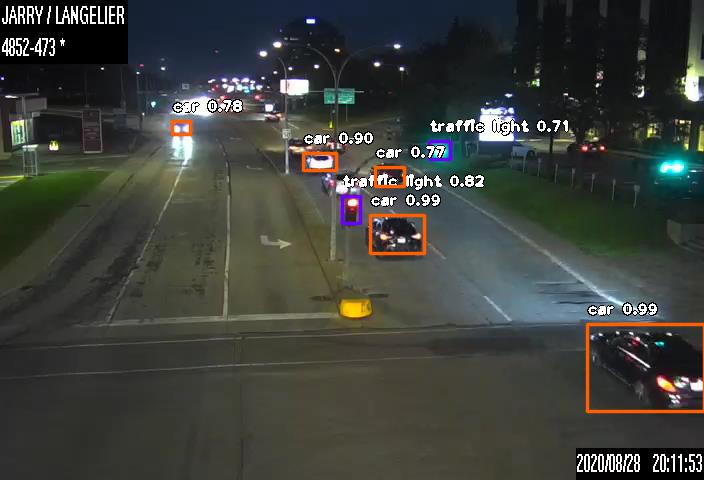 JARRY / LANGELIER
4852-473 *
car 0.78
traffic light 0.71
car 0.90
car 0.77
traffic light 0.82
car 0.99
car 0.99
2020/08/28 20:11:53